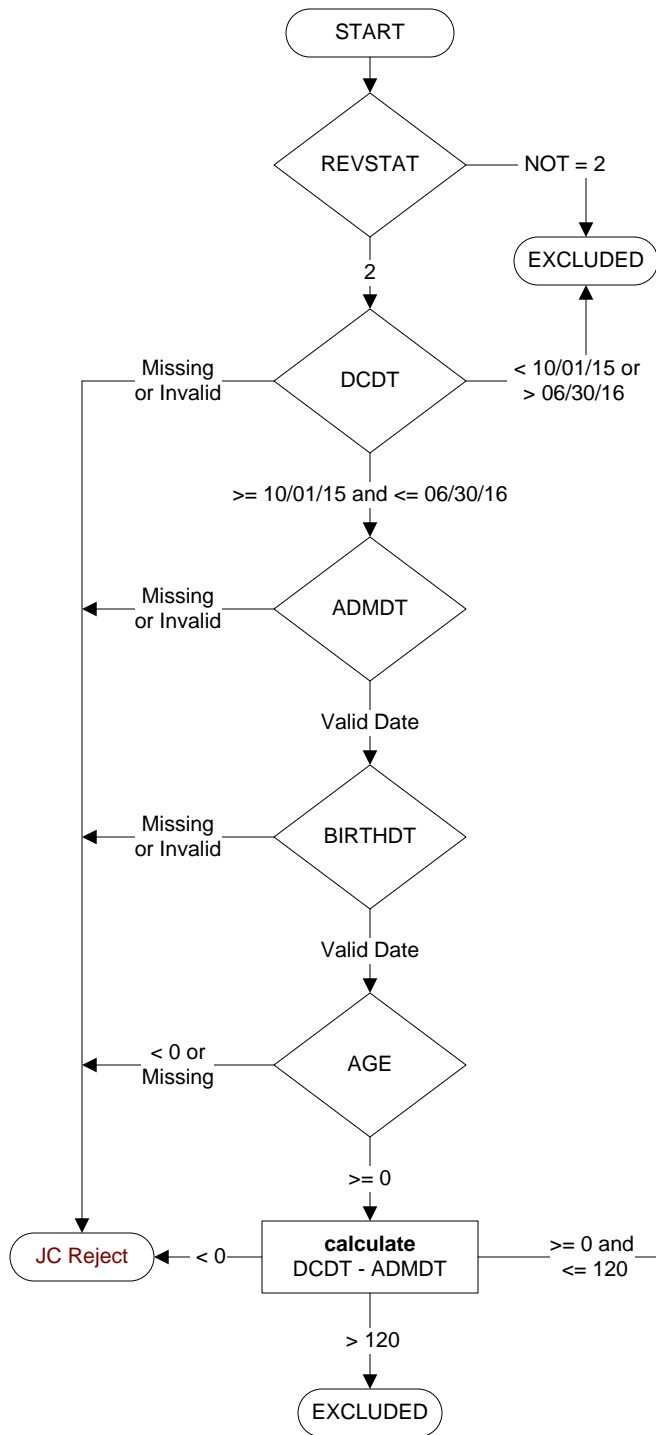 START
REVSTAT
NOT = 2
EXCLUDED
2
Missing
or Invalid
DCDT
< 10/01/15 or
> 06/30/16
>= 10/01/15 and <= 06/30/16
Missing
or Invalid
ADMDT
Valid Date
Missing
or Invalid
BIRTHDT
Valid Date
< 0 or
Missing
AGE
>= 0
JC Reject
< 0
calculate
DCDT - ADMDT
>= 0 and
<= 120
> 120
EXCLUDED